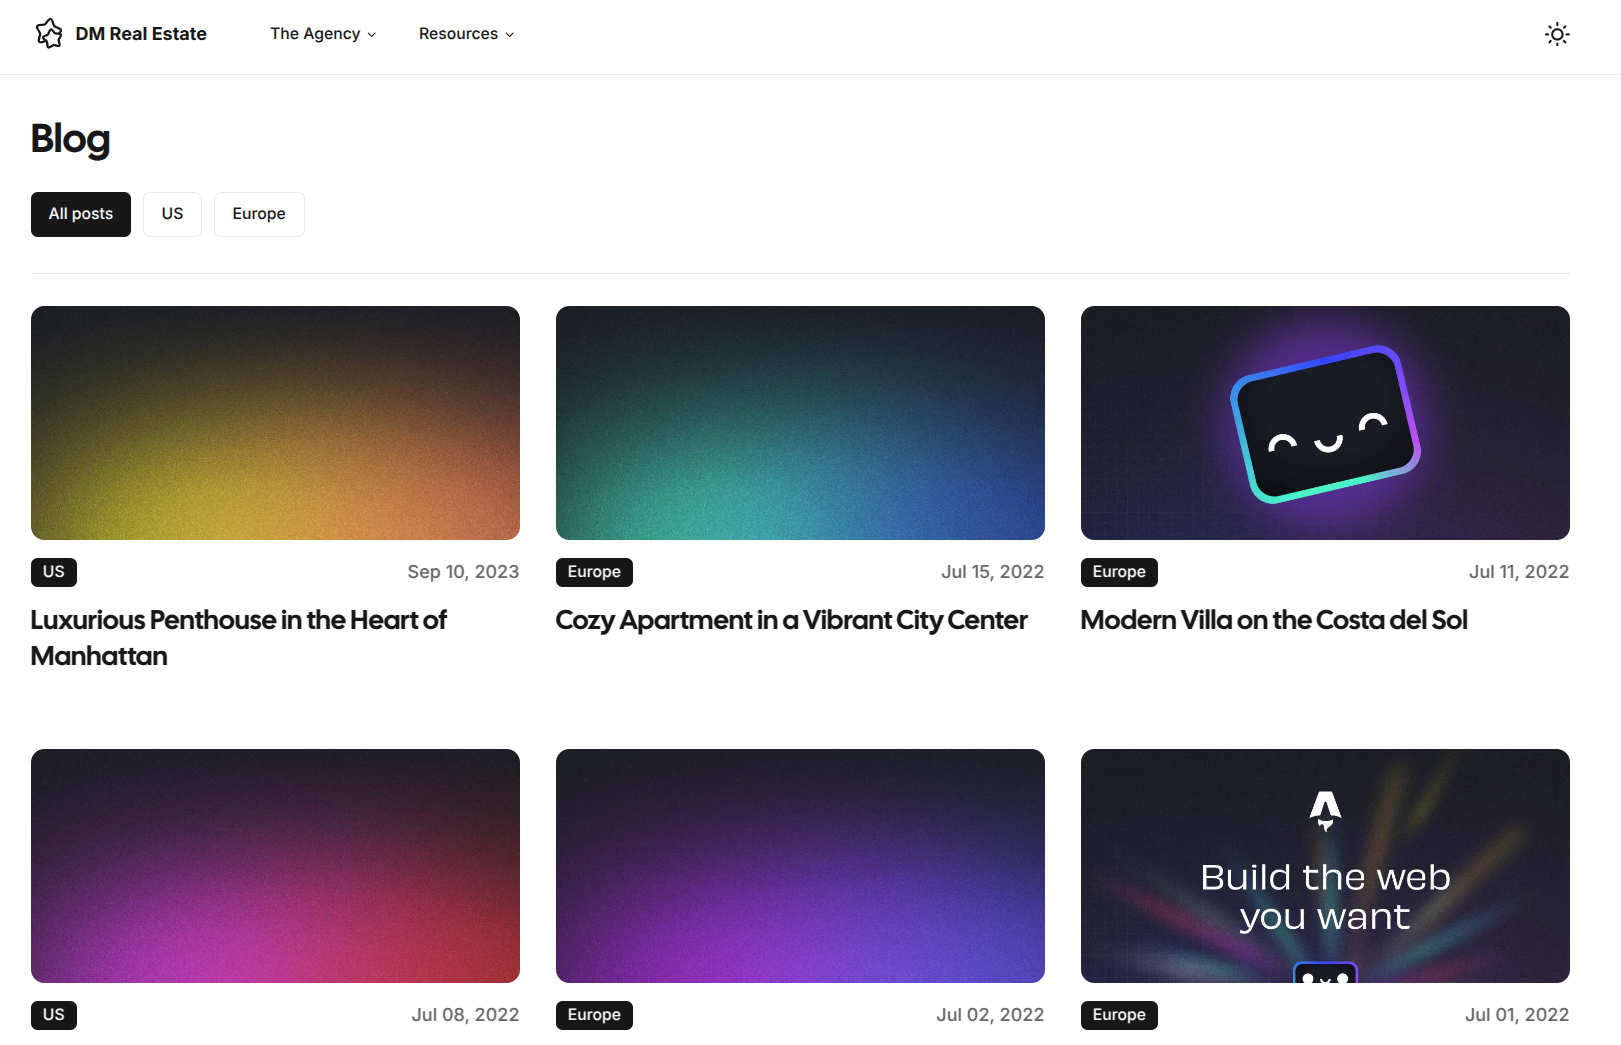 DM Real Estate
The Agency
Resources
Blog
All posts
US
Europe
US
Sep 10, 2023
Luxurious Penthouse in the Heart of
Manhattan
Europe
Jul 15, 2022
Cozy Apartment in a Vibrant City Center
Europe
Jul 11, 2022
Modern Villa on the Costa del Sol
US
Jul 08, 2022
Europe
Jul 02, 2022
Build the web
you want
Europe
Jul 01, 2022